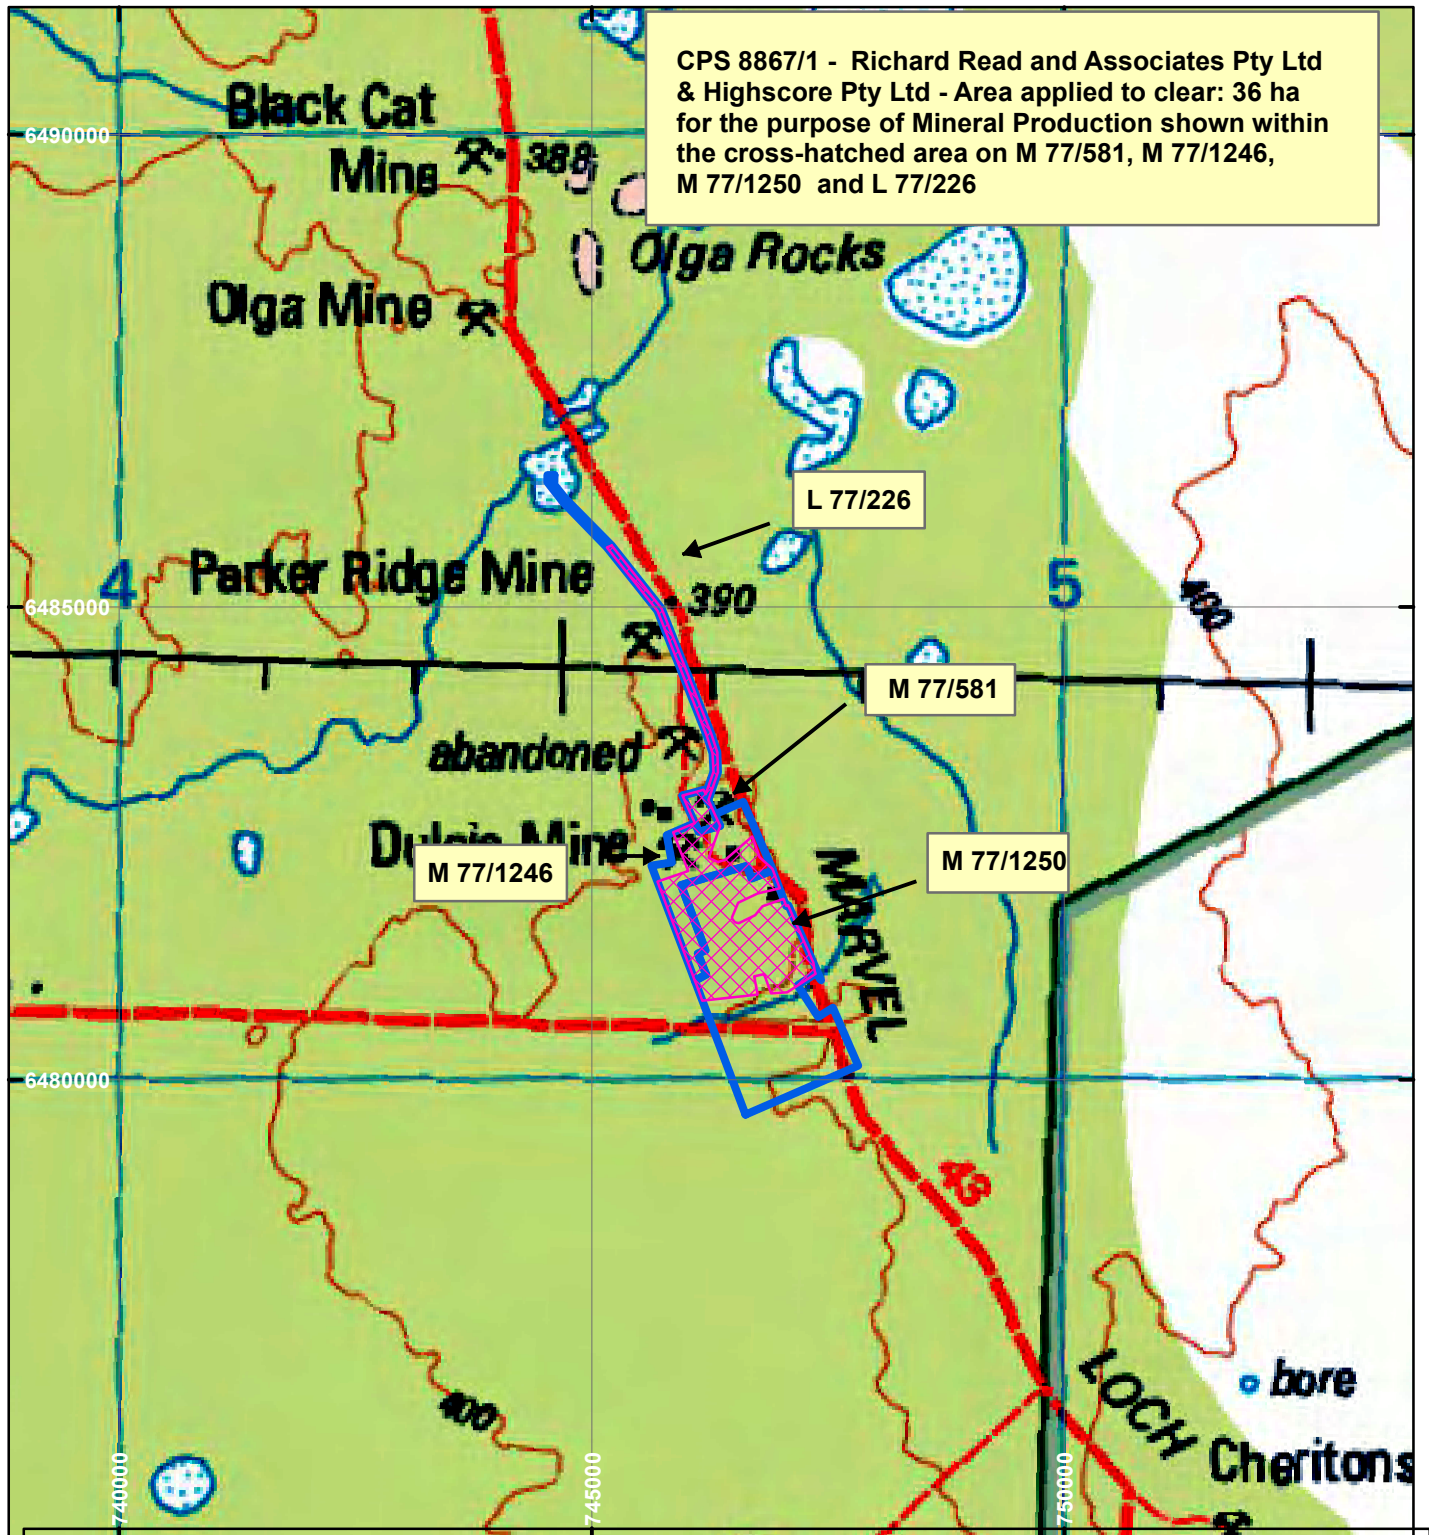 CPS 8867/1 - Richard Read and Associates Pty Ltd
& Highscore Pty Ltd - Area applied to clear: 36 ha
for the purpose of Mineral Production shown within
the cross-hatched area on M 77/581, M 77/1246,
M 77/1250 and L 77/226
Black Cat
Mine
388
6490000
Olga Rocks
Olga Mine
L 77/226
4
Parker Ridge Mine
390
5
400
6485000
M 77/581
abandoned
Mine
M 77/1246
M 77/1250
MARVEL
6480000
43
400
LOCH
bore
Cheritons
740000
745000
750000